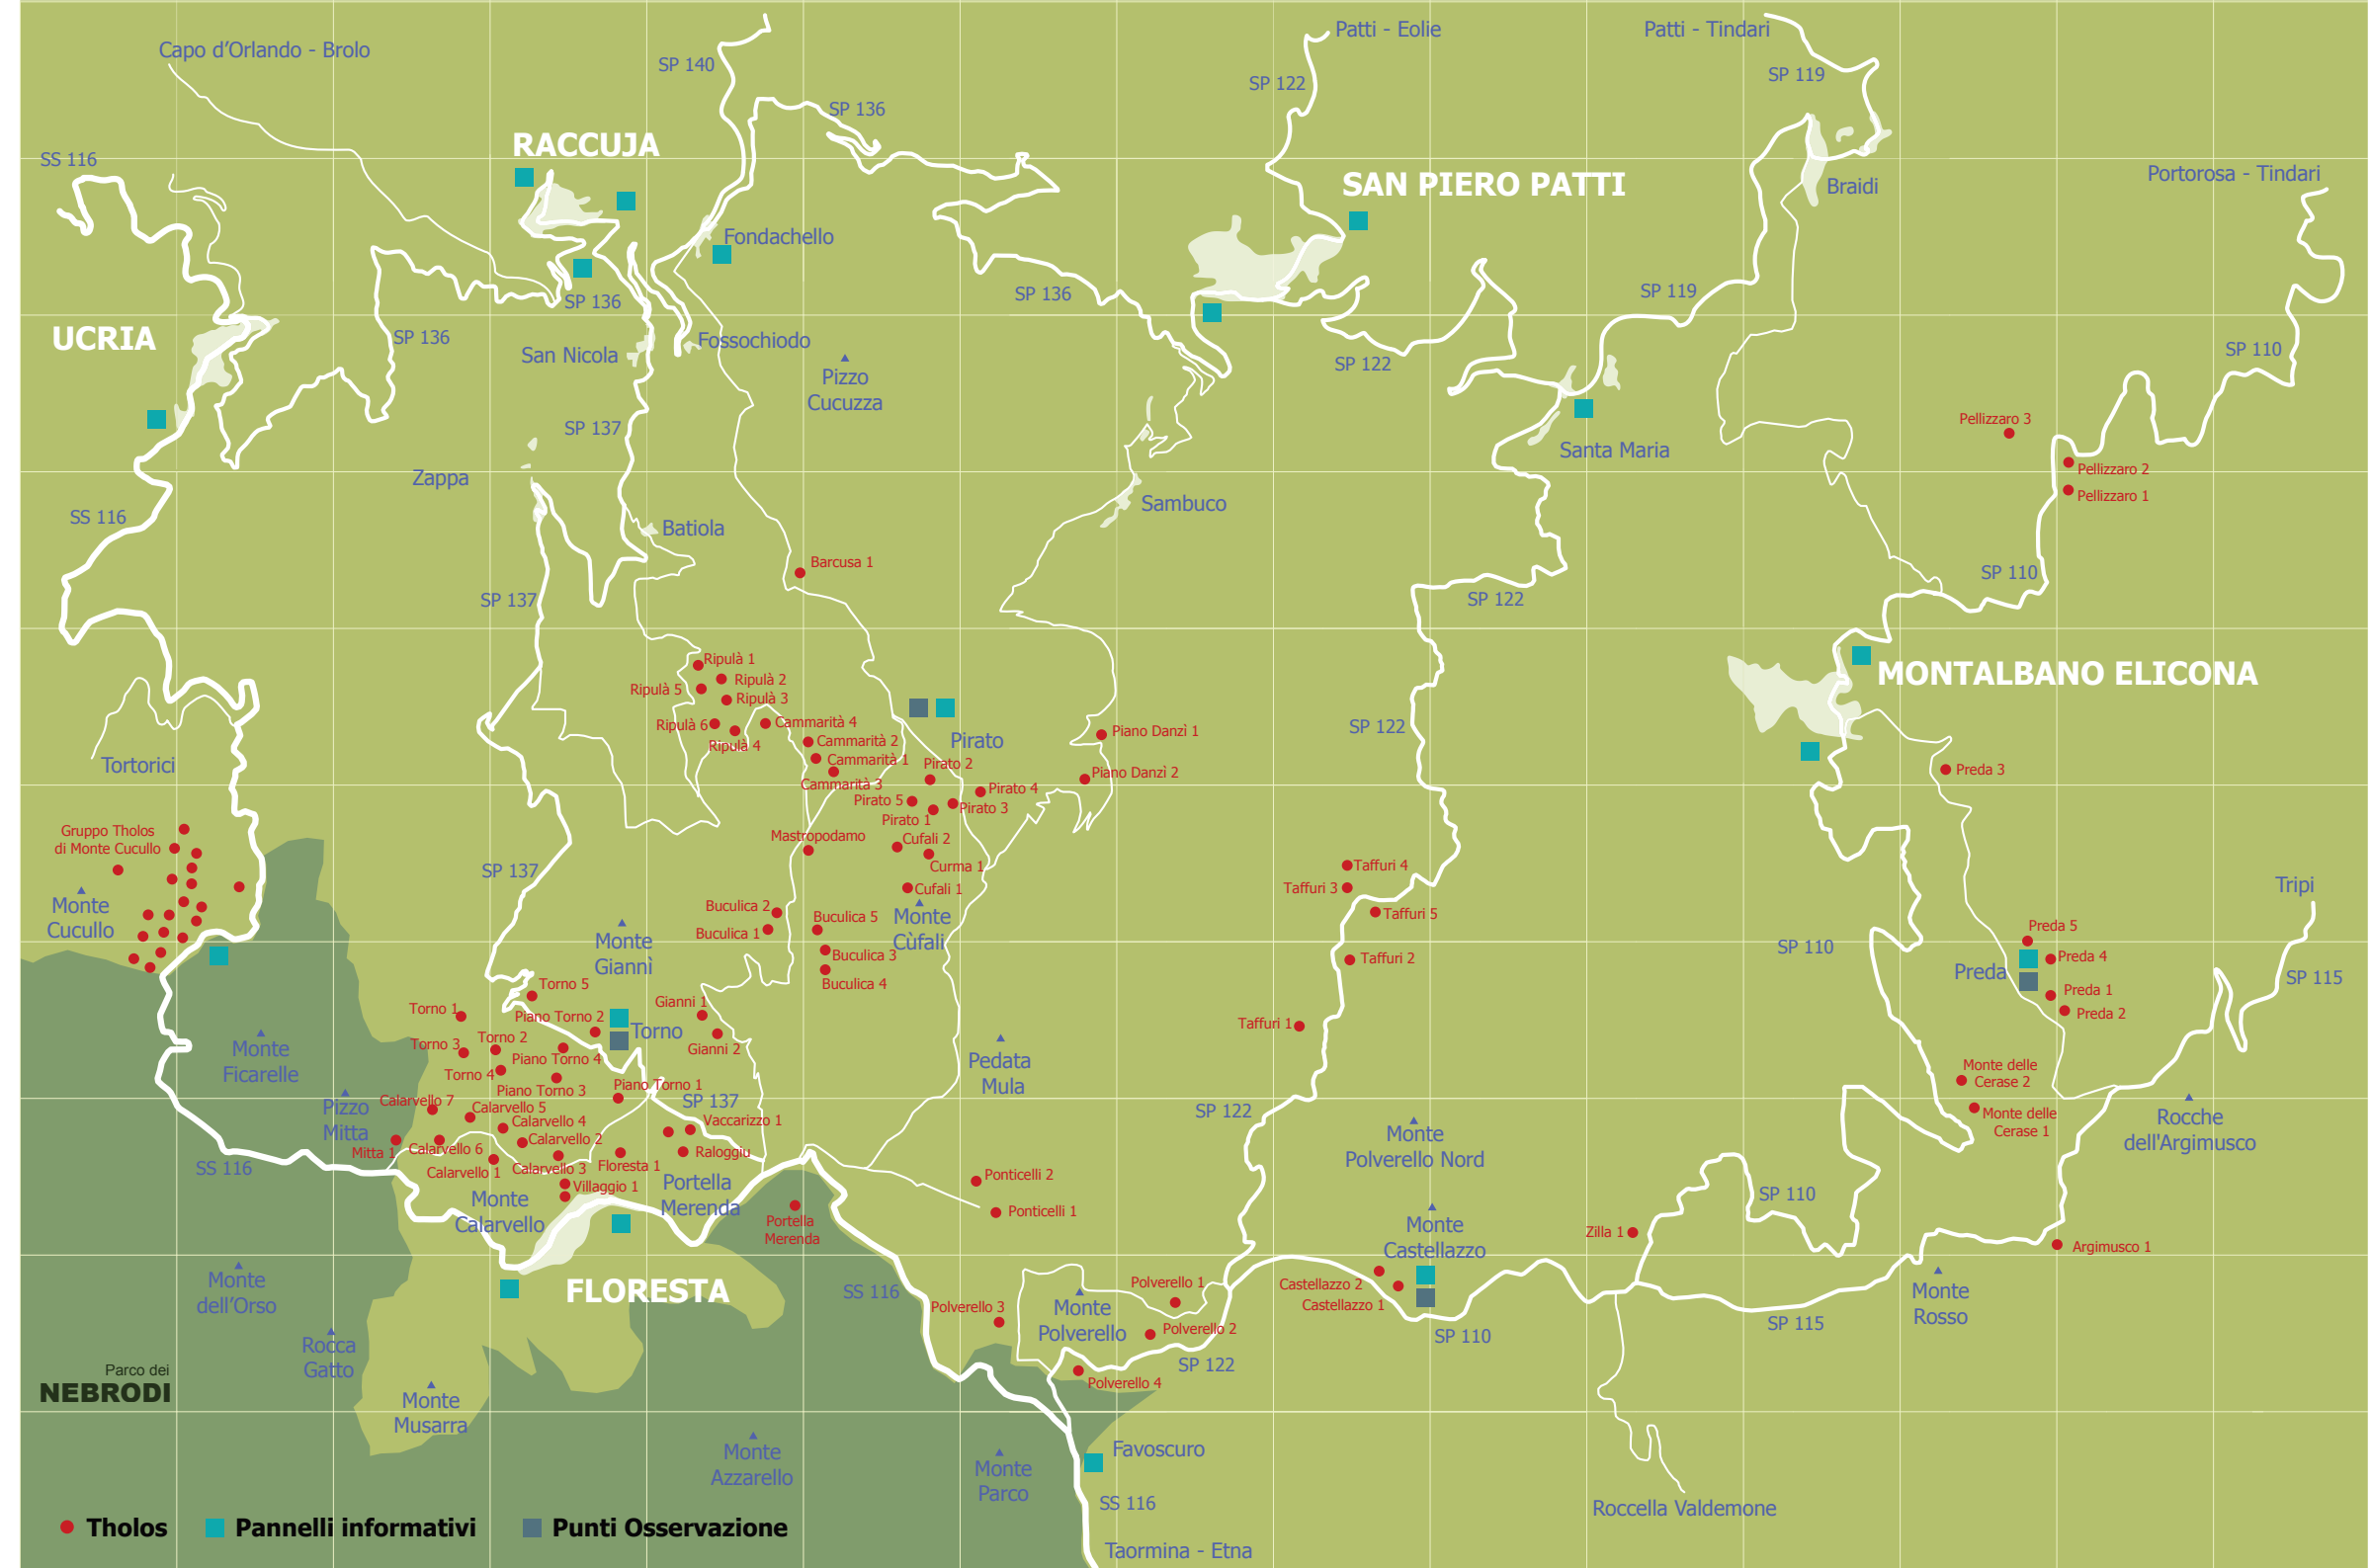 Capo d'Orlando - Brolo
SP 140
Patti - Eolie
Patti - Tindari
SP 122
SP 119
SP 136
RACCUJA
SS 116
SAN PIERO PATTI
Portorosa - Tindari
Braidi
Fondachello
SP 136
SP 136
SP 119
UCRIA
SP 136
San Nicola
Fossochiodo
Pizzo
Cucuzza
SP 122
SP 110
SP 137
Pellizzaro 3
Santa Maria
Zappa
Pellizzaro 2
Pellizzaro 1
Sambuco
SS 116
Batiola
Barcusa 1
SP 110
SP 137
SP 122
Ripulà 1
Ripulà 2
Ripulà 5
Ripulà 3
MONTALBANO ELICONA
Ripulà 6
Cammarità 4
Ripulà 4
Cammarità 2
Pirato
Piano Danzì 1
SP 122
Tortorici
Cammarità 1
Pirato 2
Piano Danzì 2
Preda 3
Cammarità 3
Pirato 4
Pirato 5
Pirato 3
Pirato 1
Gruppo Tholos
di Monte Cucullo
Mastropodamo
Cufali 2
Curma 1
SP 137
Taffuri 4
Taffuri 3
Cufali 1
Tripi
Monte
Cucullo
Buculica 2
Buculica 5
Monte
Cùfali
Taffuri 5
Buculica 1
Preda 5
Monte
Giannì
Buculica 3
SP 110
Taffuri 2
Preda 4
Preda
Buculica 4
SP 115
Torno 5
Preda 1
Torno 1
Piano Torno 2
Gianni 1
Preda 2
Torno
Taffuri 1
Torno 2
Torno 3
Gianni 2
Monte
Ficarelle
Piano Torno 4
Pedata
Mula
Torno 4
Piano Torno 3
Piano Torno 1
Monte delle
Cerase 2
Calarvello 7
SP 137
Pizzo
Mitta
Calarvello 5
Calarvello 4
Vaccarizzo 1
SP 122
Monte delle
Cerase 1
Rocche
dell'Argimusco
Calarvello 2
Monte
Polverello Nord
Mitta 1
Calarvello 6
Raloggiu
SS 116
Calarvello 1
Calarvello 3
Floresta 1
Ponticelli 2
Villaggio 1
Portella
Merenda
Monte
Calarvello
SP 110
Ponticelli 1
Portella
Merenda
Monte
Castellazzo
Zilla 1
Argimusco 1
Monte
dell'Orso
FLORESTA
SS 116
Polverello 1
Castellazzo 2
Castellazzo 1
Monte
Rosso
Polverello 3
Monte
Polverello
Polverello 2
SP 110
SP 115
Rocca
Gatto
SP 122
Polverello 4
Parco dei
NEBRODI
Monte
Musarra
Monte
Azzarello
Monte
Parco
Favoscuro
SS 116
Roccella Valdemone
Tholos
Pannelli informativi
Punti Osservazione
Taormina - Etna